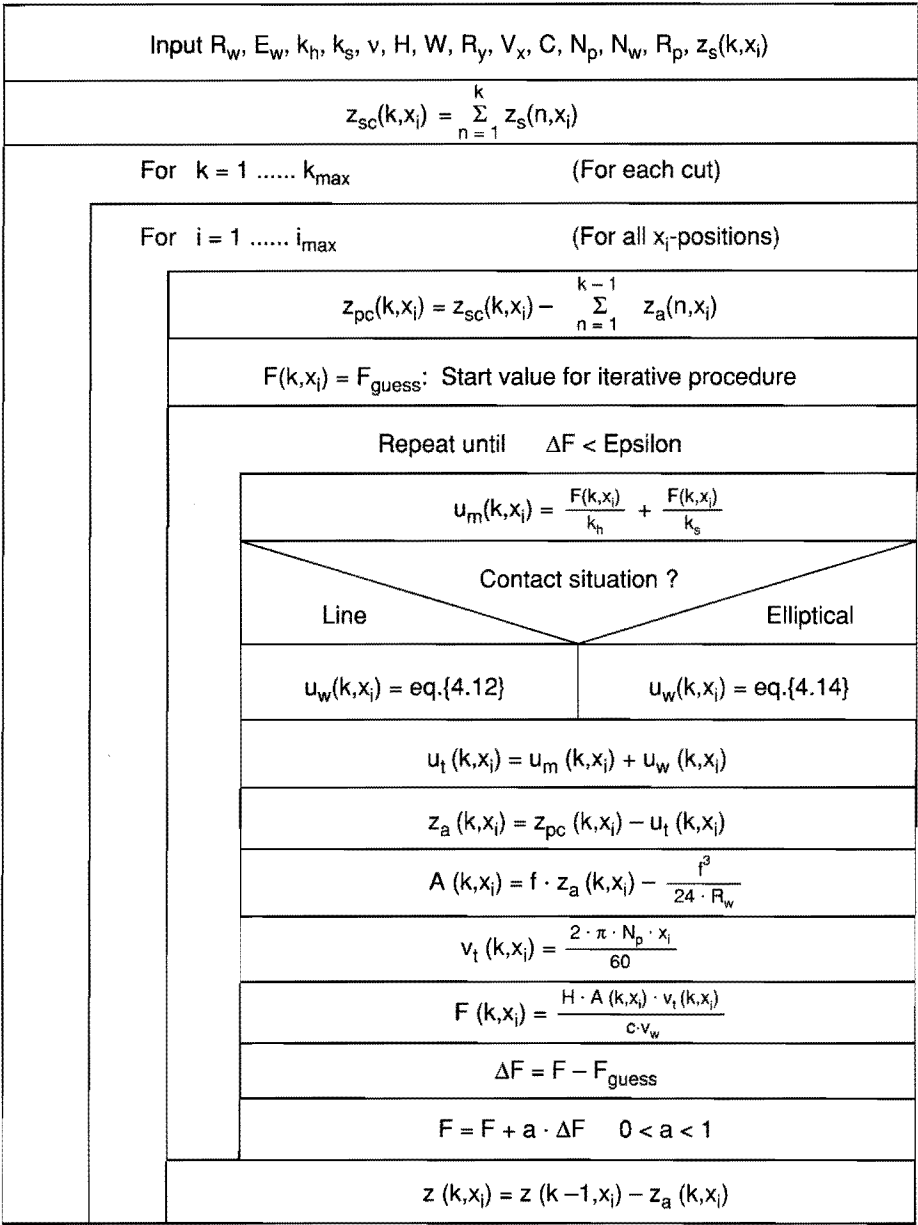 Input R_w, E_w, k_h, k_s, ν, H, W, R_y, V_x, C, N_p, N_w, R_p, z_s(k,x_i)
z_sc(k,x_i) = Σ_{n = 1}^{k} z_s(n,x_i)
For k = 1 ...... k_max (For each cut)
For i = 1 ...... i_max (For all x_i-positions)
z_pc(k,x_i) = z_sc(k,x_i) − Σ_{n = 1}^{k − 1} z_a(n,x_i)
F(k,x_i) = F_guess: Start value for iterative procedure
Repeat until ΔF < Epsilon
u_m(k,x_i) = F(k,x_i)/k_h + F(k,x_i)/k_s
Contact situation ?
Line Elliptical
u_w(k,x_i) = eq.{4.12} u_w(k,x_i) = eq.{4.14}
u_t (k,x_i) = u_m (k,x_i) + u_w (k,x_i)
z_a (k,x_i) = z_pc (k,x_i) − u_t (k,x_i)
A (k,x_i) = f · z_a (k,x_i) − f³/(24 · R_w)
v_t (k,x_i) = (2 · π · N_p · x_i)/60
F (k,x_i) = (H · A (k,x_i) · v_t (k,x_i))/(c·v_w)
ΔF = F − F_guess
F = F + a · ΔF 0 < a < 1
z (k,x_i) = z (k −1,x_i) − z_a (k,x_i)